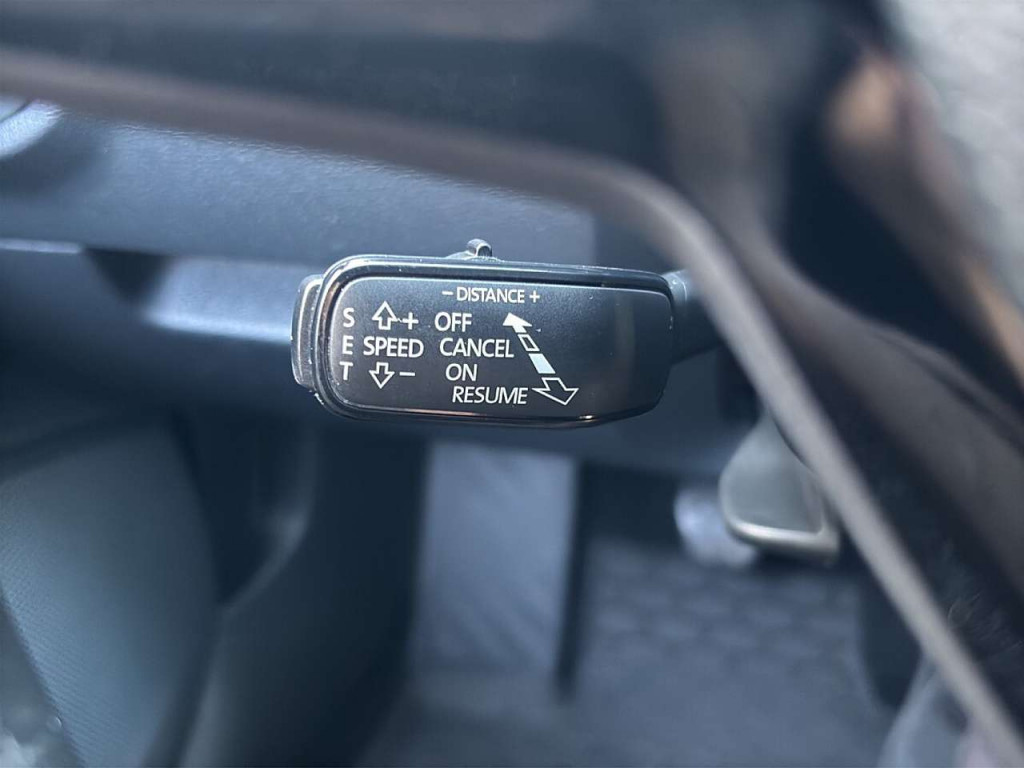 − DISTANCE +
S ⇧+ OFF
E SPEED CANCEL
T ⇩− ON
RESUME